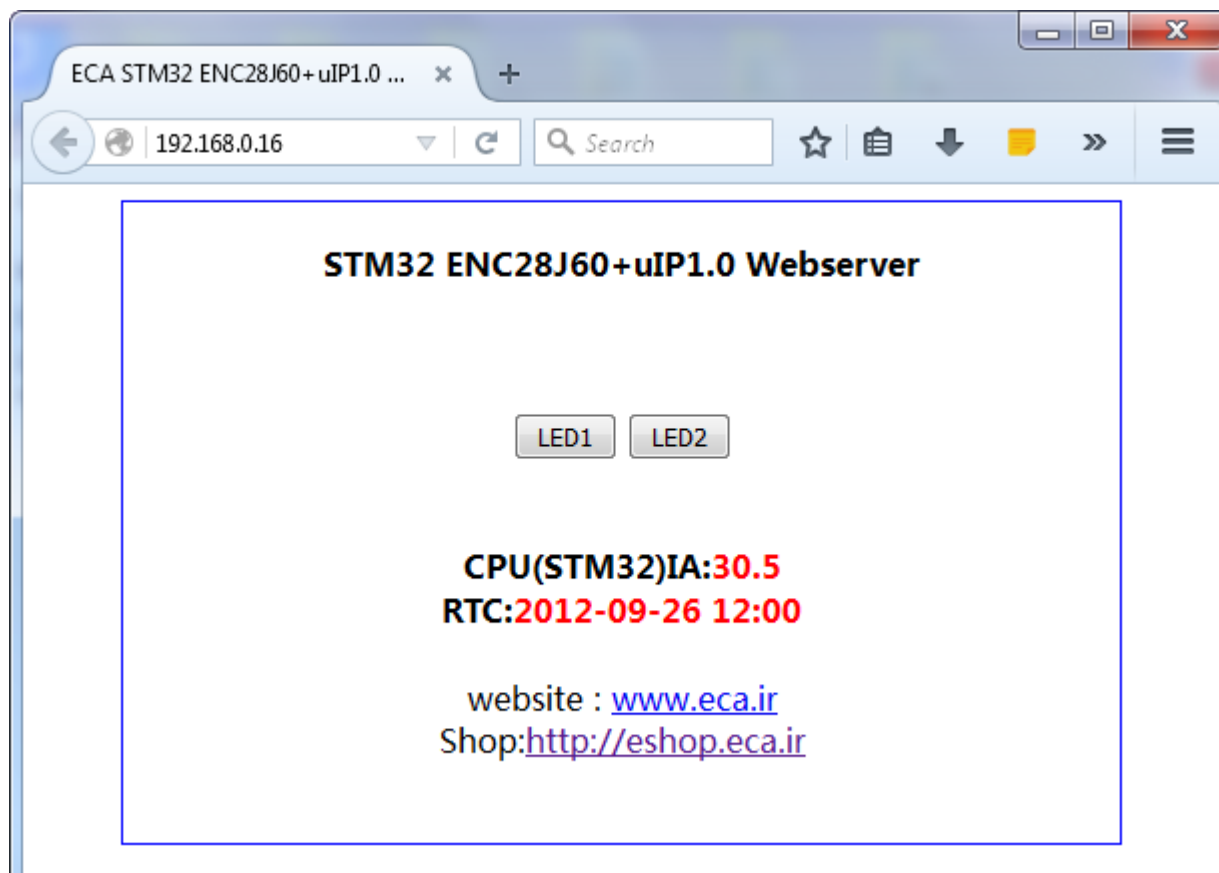 ECA STM32 ENC28J60+uIP1.0 ...
192.168.0.16
Search
STM32 ENC28J60+uIP1.0 Webserver
LED1 LED2
CPU(STM32)IA:30.5
RTC:2012-09-26 12:00
website : www.eca.ir
Shop:http://eshop.eca.ir